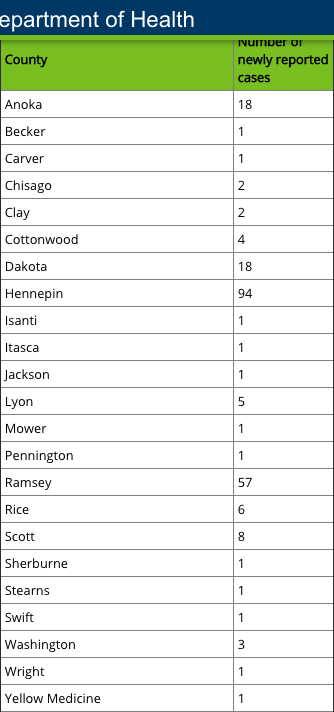 epartment of Health
County
Number of
newly reported
cases
Anoka 18
Becker 1
Carver 1
Chisago 2
Clay 2
Cottonwood 4
Dakota 18
Hennepin 94
Isanti 1
Itasca 1
Jackson 1
Lyon 5
Mower 1
Pennington 1
Ramsey 57
Rice 6
Scott 8
Sherburne 1
Stearns 1
Swift 1
Washington 3
Wright 1
Yellow Medicine 1